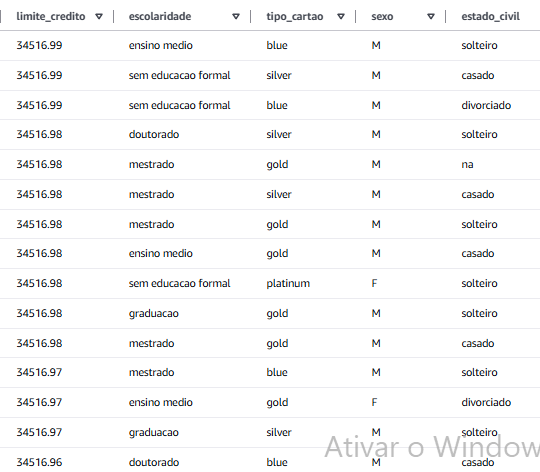 limite_credito escolaridade tipo_cartao sexo estado_civil
34516.99 ensino medio blue M solteiro
34516.99 sem educacao formal silver M casado
34516.99 sem educacao formal blue M divorciado
34516.98 doutorado silver M solteiro
34516.98 mestrado gold M na
34516.98 mestrado silver M casado
34516.98 mestrado gold M solteiro
34516.98 ensino medio gold M casado
34516.98 sem educacao formal platinum F solteiro
34516.98 graduacao gold M solteiro
34516.98 mestrado gold M casado
34516.97 mestrado blue M solteiro
34516.97 ensino medio gold F divorciado
34516.97 graduacao silver M solteiro
Ativar o Window
34516.96 doutorado blue M casado